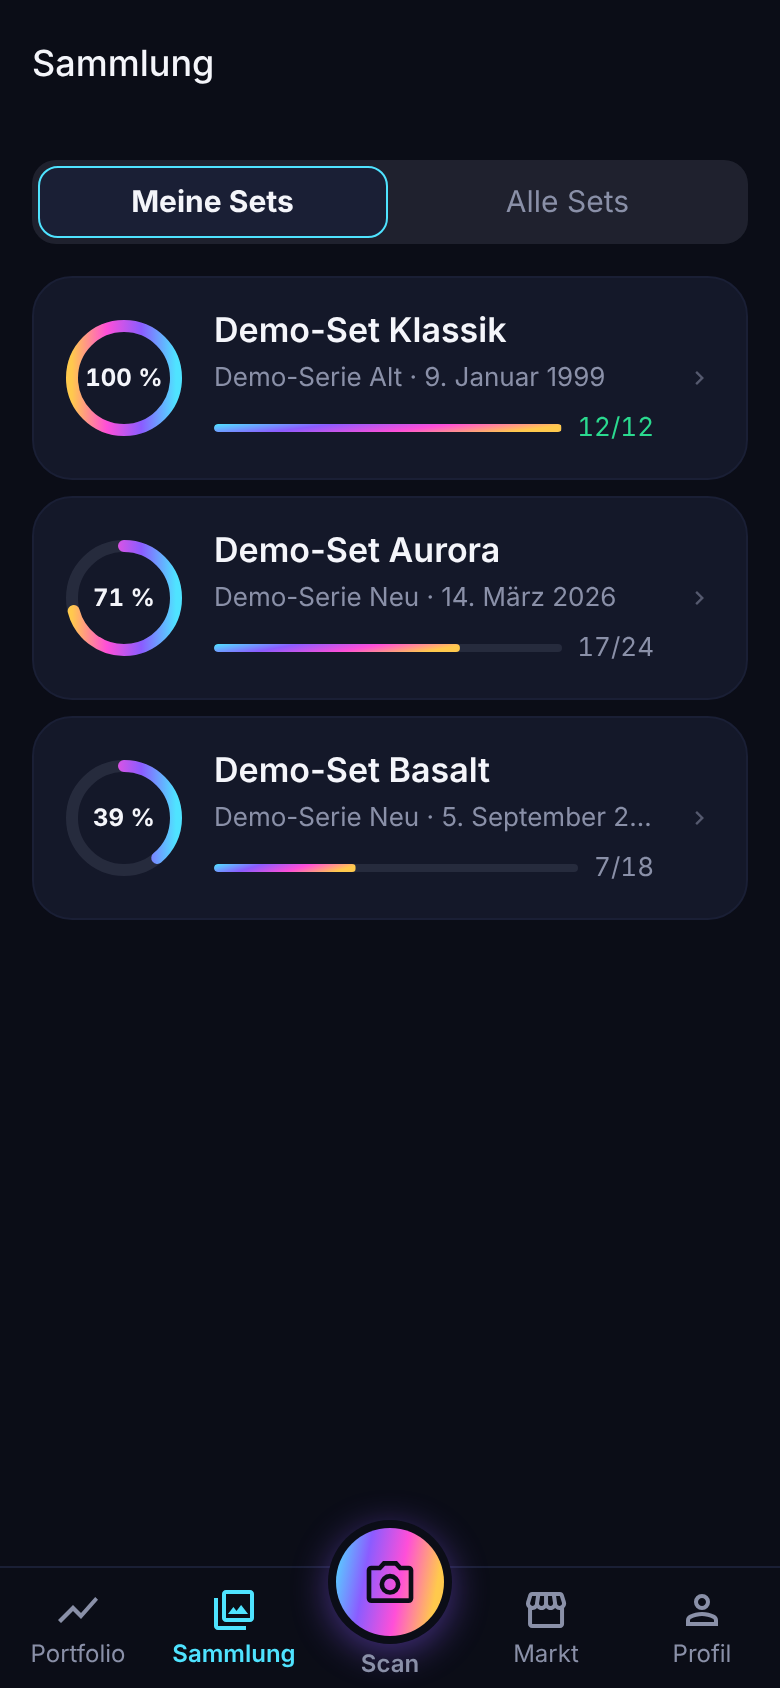 Sammlung
Meine Sets
Alle Sets
100 %
Demo-Set Klassik
Demo-Serie Alt · 9. Januar 1999
12/12
71 %
Demo-Set Aurora
Demo-Serie Neu · 14. März 2026
17/24
39 %
Demo-Set Basalt
Demo-Serie Neu · 5. September 2...
7/18
Portfolio
Sammlung
Scan
Markt
Profil